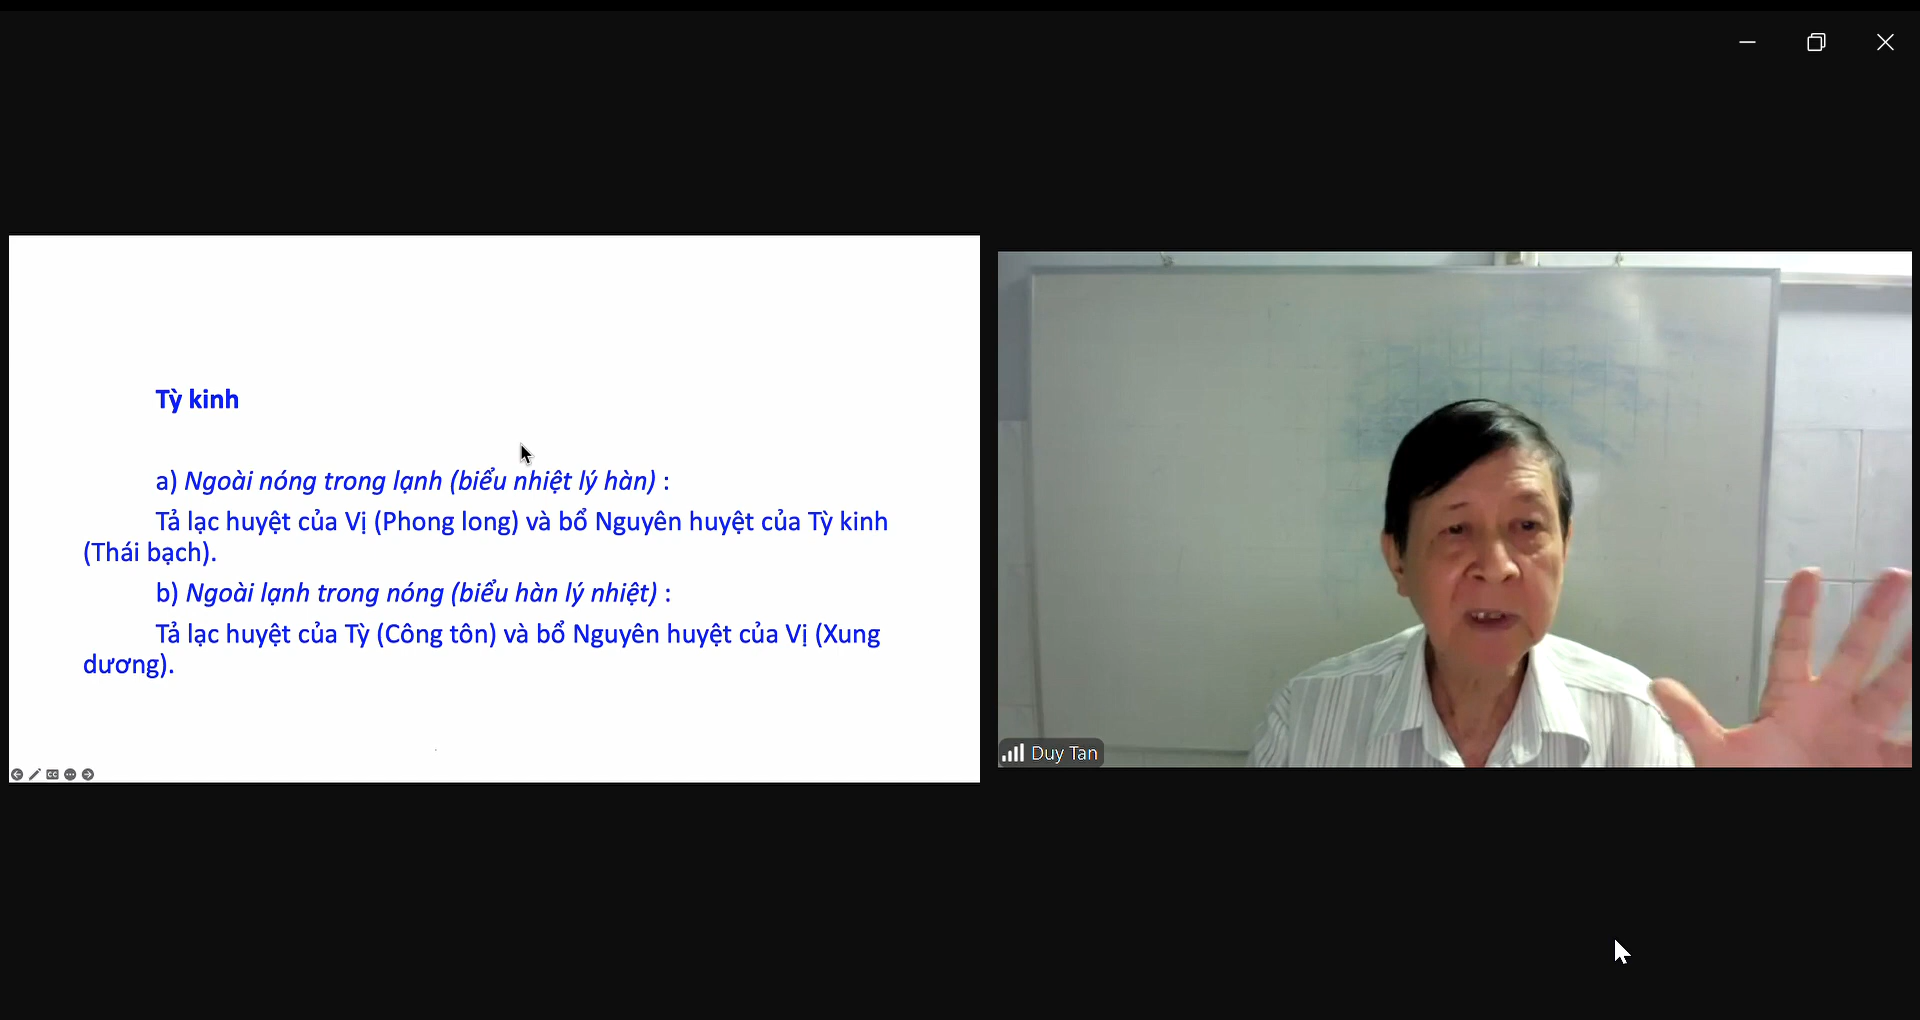 Tỳ kinh
a) Ngoài nóng trong lạnh (biểu nhiệt lý hàn) :
Tả lạc huyệt của Vị (Phong long) và bổ Nguyên huyệt của Tỳ kinh
(Thái bạch).
b) Ngoài lạnh trong nóng (biểu hàn lý nhiệt) :
Tả lạc huyệt của Tỳ (Công tôn) và bổ Nguyên huyệt của Vị (Xung
dương).
Duy Tan